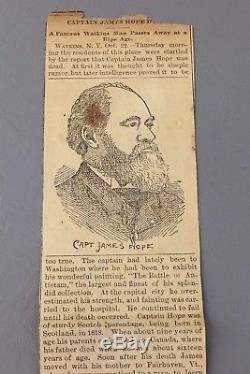 CAPTAIN JAMES HOPE D
A Famous Watkins Man Passes Away at a
Ripe Age.
WATKINS, N. Y. Oct. 22.—Thursday morn-
ing the residents of this place were startled
by the report that Captain James Hope was
dead. At first it was thought to be simple
rumor, but later intelligence proved it to be
CAPT JAMES HOPE
too true. The captain had lately been to
Washington where he had been to exhibit
his wonderful painting. "The Battle of An-
tietam," the largest and finest of his splen-
did collection. At the capital city he over-
estimated his strength, and fainting was car-
ried to the hospital. He continued to fail
until his death occurred. Captain Hope was
of sturdy Scotch parentage, being born in
Scotland, in 1818. When about nine years of
age his parents Canada, where
his father died when he was about sixteen
years of age. Soon after his death James
moved with his mother to Fairhaven, Vt.,
to a man, to learn